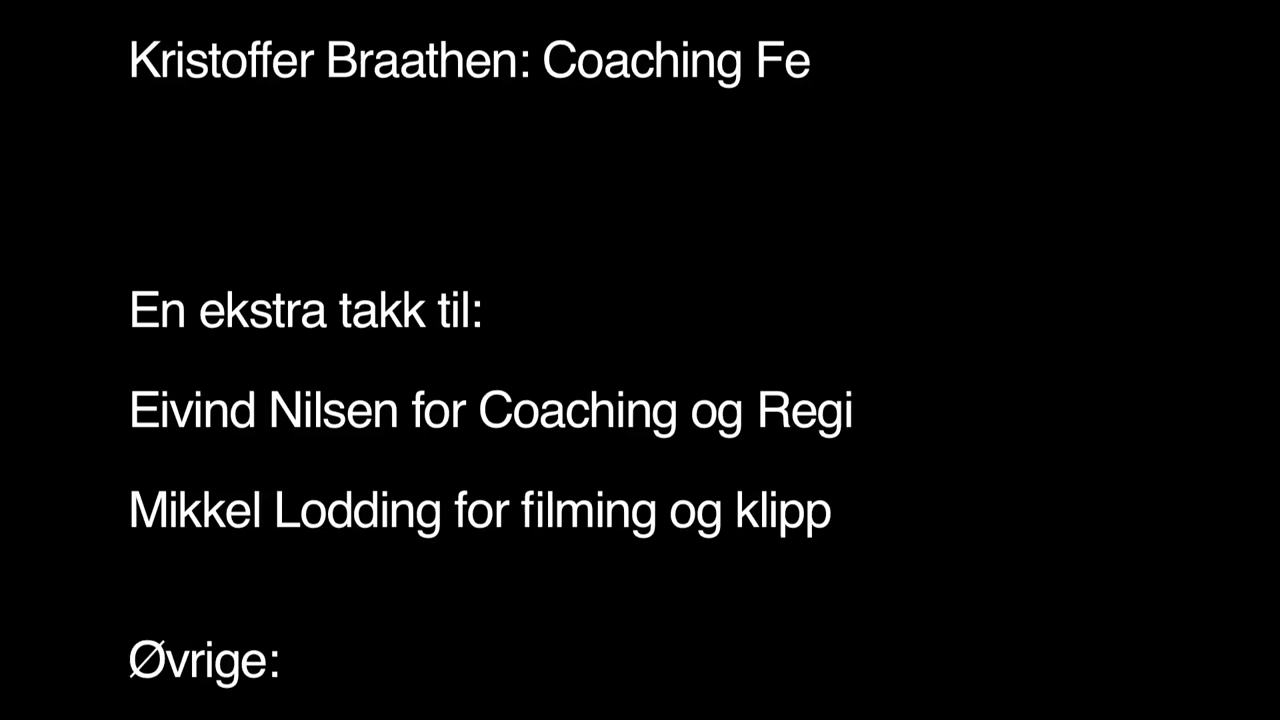 Kristoffer Braathen: Coaching Fe
En ekstra takk til:
Eivind Nilsen for Coaching og Regi
Mikkel Lodding for filming og klipp
Øvrige: